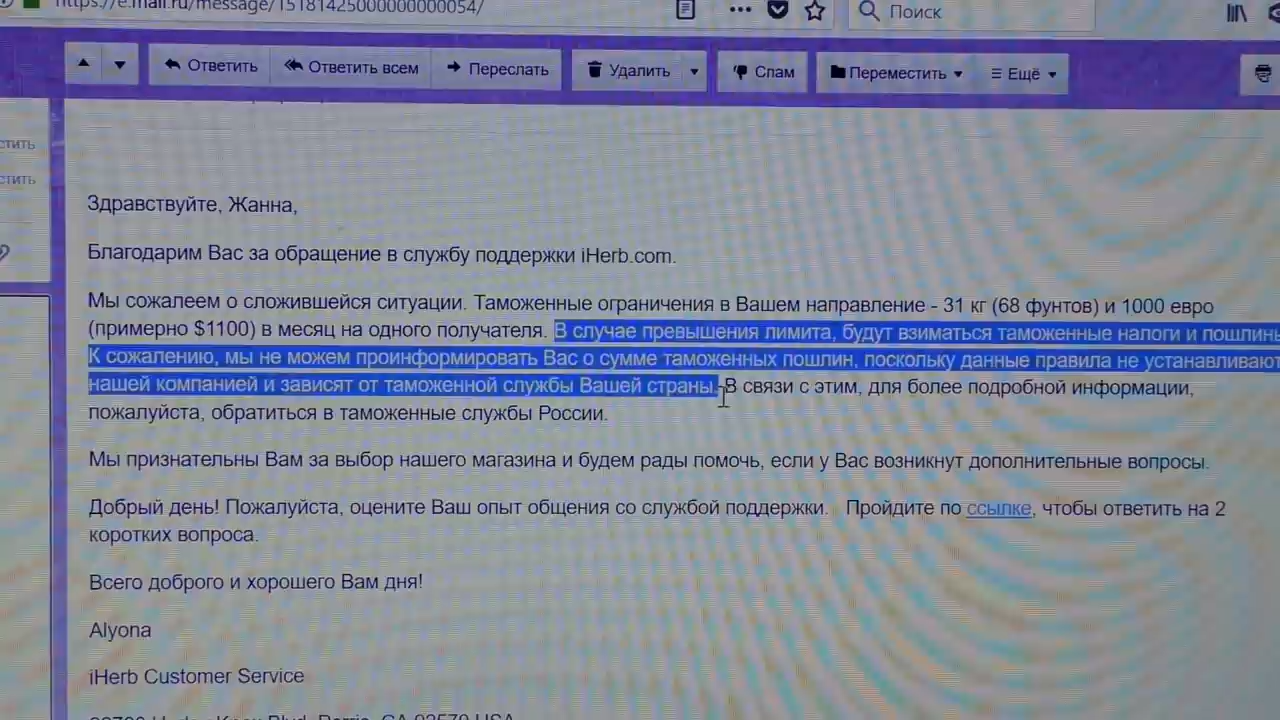 https://e.mail.ru/message/15181425000000000054/
Поиск
Ответить
Ответить всем
Переслать
Удалить
Спам
Переместить
Ещё
стить
стить
Здравствуйте, Жанна,
Благодарим Вас за обращение в службу поддержки iHerb.com.
Мы сожалеем о сложившейся ситуации. Таможенные ограничения в Вашем направление - 31 кг (68 фунтов) и 1000 евро
(примерно $1100) в месяц на одного получателя. В случае превышения лимита, будут взиматься таможенные налоги и пошлины
К сожалению, мы не можем проинформировать Вас о сумме таможенных пошлин, поскольку данные правила не устанавливают
нашей компанией и зависят от таможенной службы Вашей страны. В связи с этим, для более подробной информации,
пожалуйста, обратиться в таможенные службы России.
Мы признательны Вам за выбор нашего магазина и будем рады помочь, если у Вас возникнут дополнительные вопросы.
Добрый день! Пожалуйста, оцените Ваш опыт общения со службой поддержки. Пройдите по ссылке, чтобы ответить на 2
коротких вопроса.
Всего доброго и хорошего Вам дня!
Alyona
iHerb Customer Service